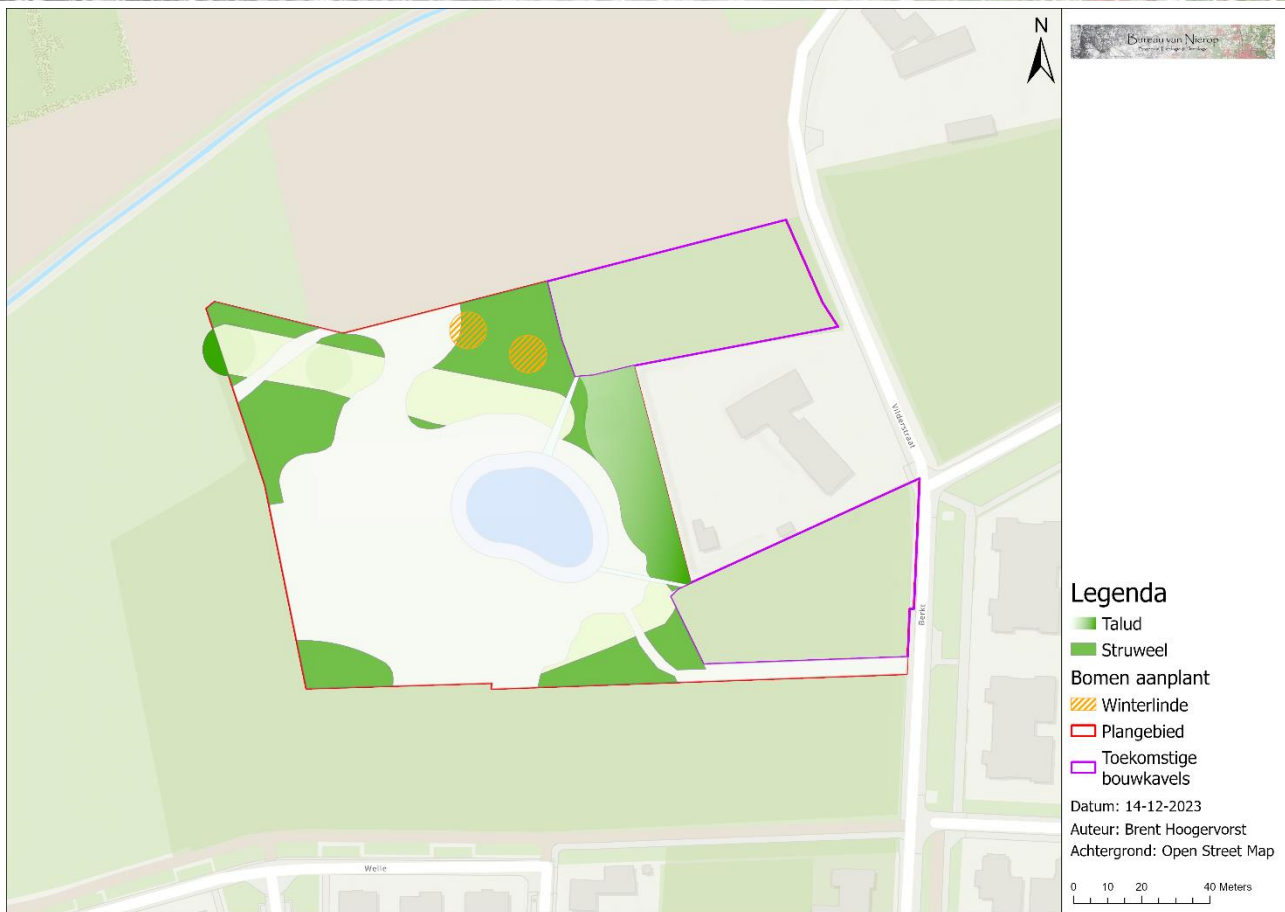 N
Bureau van Nierop
Vilderstraat
Berkt
Welle
Legenda
Talud
Struweel
Bomen aanplant
Winterlinde
Plangebied
Toekomstige
bouwkavels
Datum: 14-12-2023
Auteur: Brent Hoogervorst
Achtergrond: Open Street Map
0 10 20 40 Meters